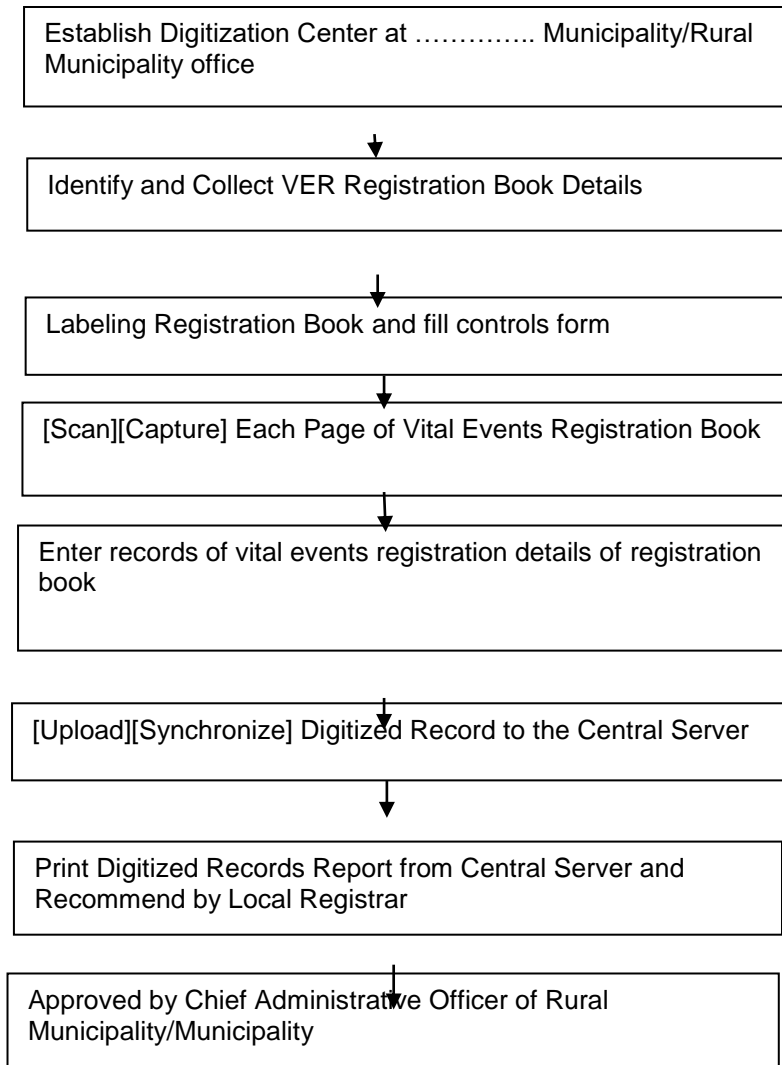 Establish Digitization Center at ………….. Municipality/Rural
Municipality office
Identify and Collect VER Registration Book Details
Labeling Registration Book and fill controls form
[Scan][Capture] Each Page of Vital Events Registration Book
Enter records of vital events registration details of registration
book
[Upload][Synchronize] Digitized Record to the Central Server
Print Digitized Records Report from Central Server and
Recommend by Local Registrar
Approved by Chief Administrative Officer of Rural
Municipality/Municipality